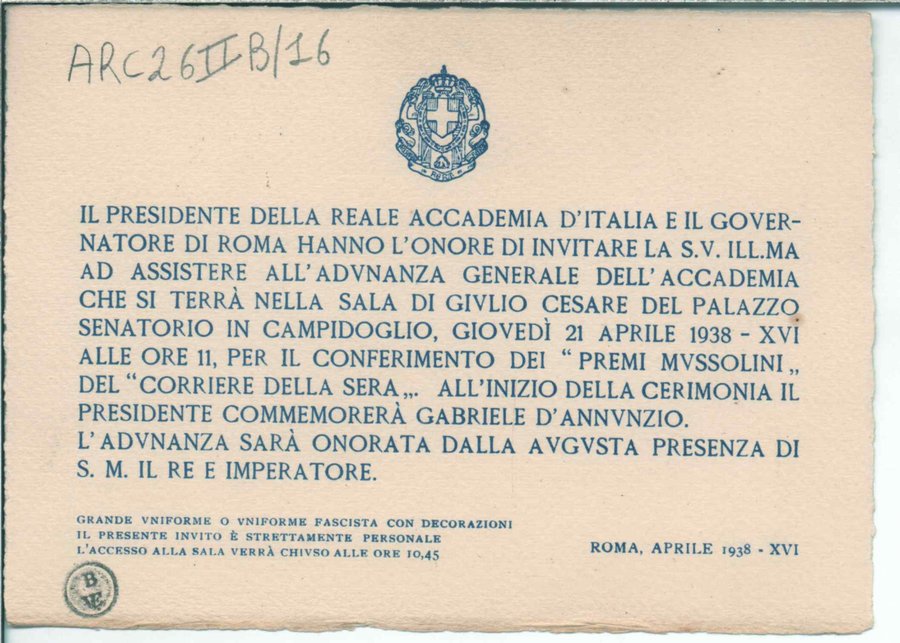 ARC26IIB/16
IL PRESIDENTE DELLA REALE ACCADEMIA D'ITALIA E IL GOVER-
NATORE DI ROMA HANNO L'ONORE DI INVITARE LA S.V. ILL.MA
AD ASSISTERE ALL'ADVNANZA GENERALE DELL'ACCADEMIA
CHE SI TERRÀ NELLA SALA DI GIVLIO CESARE DEL PALAZZO
SENATORIO IN CAMPIDOGLIO, GIOVEDÌ 21 APRILE 1938 - XVI
ALLE ORE 11, PER IL CONFERIMENTO DEI “ PREMI MVSSOLINI „
DEL “ CORRIERE DELLA SERA „. ALL'INIZIO DELLA CERIMONIA IL
PRESIDENTE COMMEMORERÀ GABRIELE D'ANNVNZIO.
L'ADVNANZA SARÀ ONORATA DALLA AVGVSTA PRESENZA DI
S. M. IL RE E IMPERATORE.
GRANDE VNIFORME O VNIFORME FASCISTA CON DECORAZIONI
IL PRESENTE INVITO È STRETTAMENTE PERSONALE
L'ACCESSO ALLA SALA VERRÀ CHIVSO ALLE ORE 10,45
ROMA, APRILE 1938 - XVI